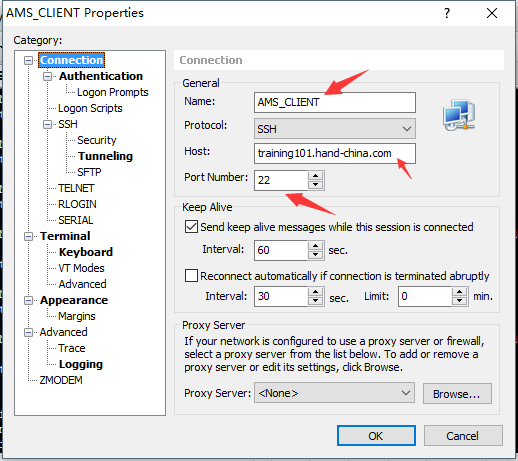 AMS_CLIENT Properties
Category:
Connection
Authentication
Logon Prompts
Logon Scripts
SSH
Security
Tunneling
SFTP
TELNET
RLOGIN
SERIAL
Terminal
Keyboard
VT Modes
Advanced
Appearance
Margins
Advanced
Trace
Logging
ZMODEM
Connection
General
Name: AMS_CLIENT
Protocol: SSH
Host: training101.hand-china.com
Port Number: 22
Keep Alive
Send keep alive messages while this session is connected
Interval: 60 sec.
Reconnect automatically if connection is terminated abruptly
Interval: 30 sec. Limit: 0 min.
Proxy Server
If your network is configured to use a proxy server or firewall,
select a proxy server from the list below. To add or remove a
proxy server or edit its settings, click Browse.
Proxy Server: <None> Browse...
OK Cancel